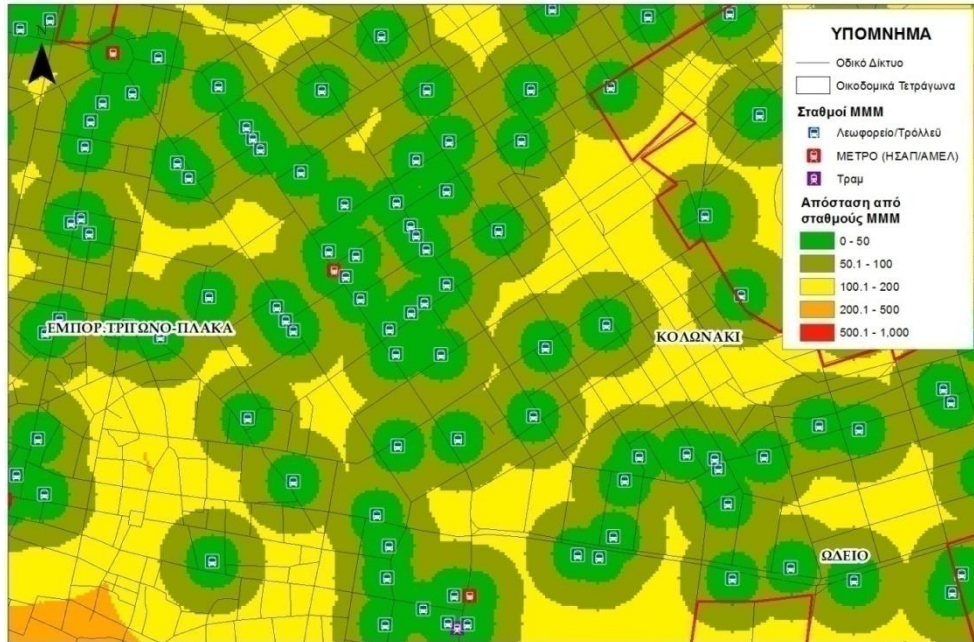 N
ΥΠΟΜΝΗΜΑ
Οδικό Δίκτυο
Οικοδομικά Τετράγωνα
Σταθμοί ΜΜΜ
Λεωφορείο/Τρόλλεϋ
ΜΕΤΡΟ (ΗΣΑΠ/ΑΜΕΛ)
Τραμ
Απόσταση από
σταθμούς ΜΜΜ
0 - 50
50.1 - 100
100.1 - 200
200.1 - 500
500.1 - 1,000
ΕΜΠΟΡ.ΤΡΙΓΩΝΟ-ΠΛΑΚΑ
ΚΟΛΩΝΑΚΙ
ΩΔΕΙΟ